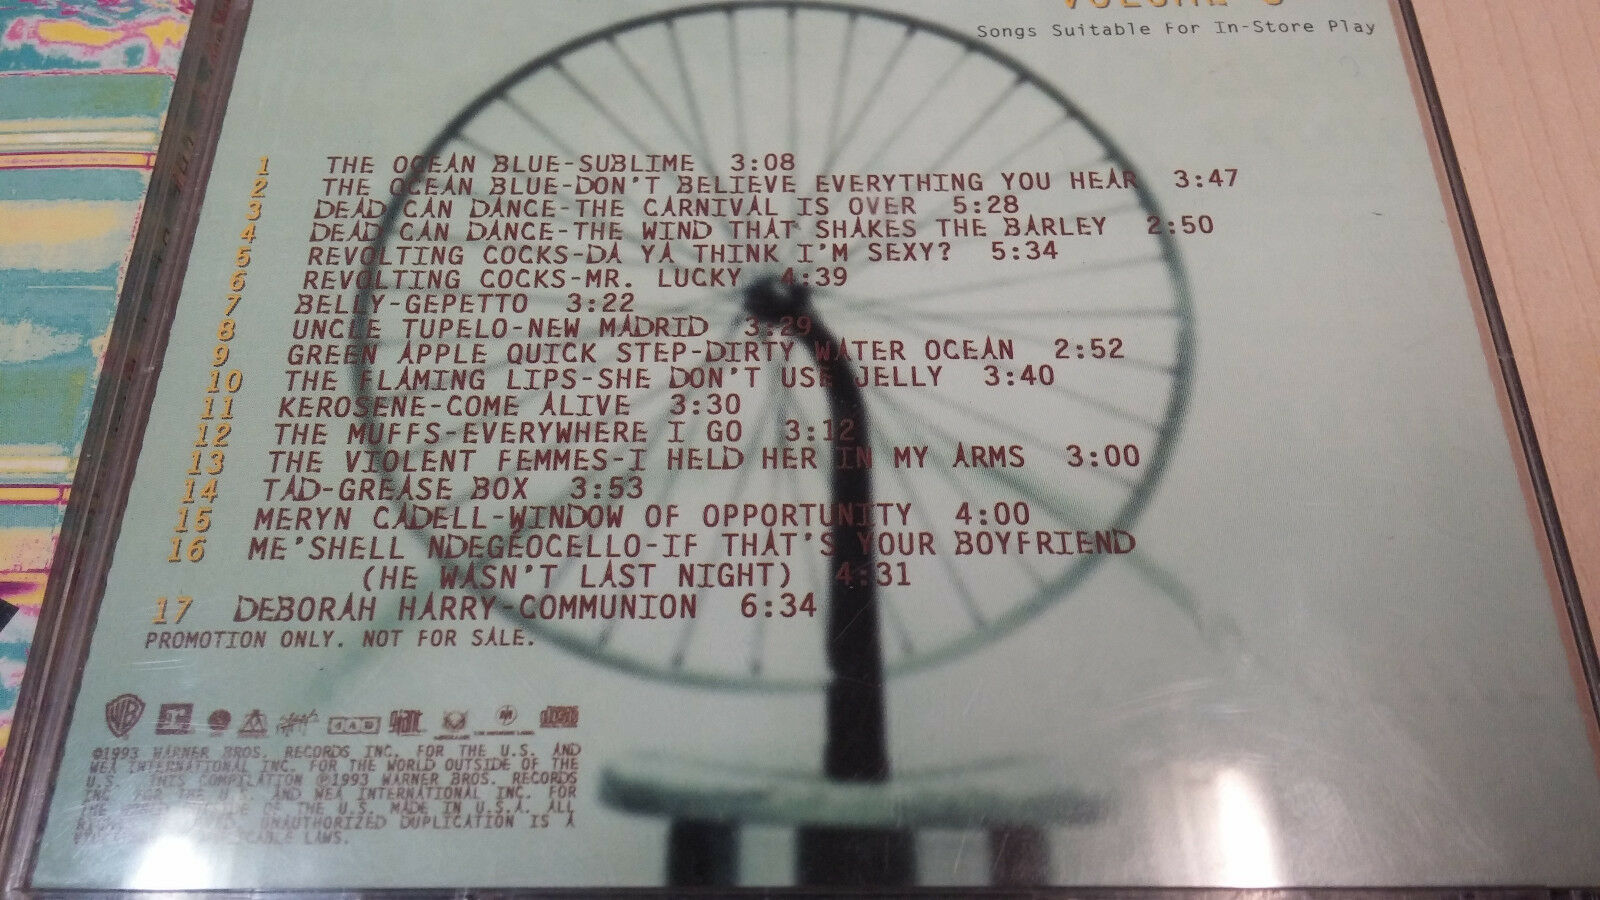 Songs Suitable For In-Store Play
1 THE OCEAN BLUE-SUBLIME 3:08
2 THE OCEAN BLUE-DON'T BELIEVE EVERYTHING YOU HEAR 3:47
3 DEAD CAN DANCE-THE CARNIVAL IS OVER 5:28
4 DEAD CAN DANCE-THE WIND THAT SHAKES THE BARLEY 2:50
5 REVOLTING COCKS-DA YA THINK I'M SEXY? 5:34
6 REVOLTING COCKS-MR. LUCKY 4:39
7 BELLY-GEPETTO 3:22
8 UNCLE TUPELO-NEW MADRID 3:29
9 GREEN APPLE QUICK STEP-DIRTY WATER OCEAN 2:52
10 THE FLAMING LIPS-SHE DON'T USE JELLY 3:40
11 KEROSENE-COME ALIVE 3:30
12 THE MUFFS-EVERYWHERE I GO 3:12
13 THE VIOLENT FEMMES-I HELD HER IN MY ARMS 3:00
14 TAD-GREASE BOX 3:53
15 MERYN CADELL-WINDOW OF OPPORTUNITY 4:00
16 ME'SHELL NDEGÉOCELLO-IF THAT'S YOUR BOYFRIEND
(HE WASN'T LAST NIGHT) 4:31
17 DEBORAH HARRY-COMMUNION 6:34
PROMOTION ONLY. NOT FOR SALE.
©1993 WARNER BROS. RECORDS INC. FOR THE U.S. AND
WEA INTERNATIONAL INC. FOR THE WORLD OUTSIDE OF THE
U.S. THIS COMPILATION ℗1993 WARNER BROS. RECORDS
INC. FOR THE U.S. AND WEA INTERNATIONAL INC. FOR
OF THE U.S. MADE IN U.S.A. ALL
UNAUTHORIZED DUPLICATION IS A
LAWS.